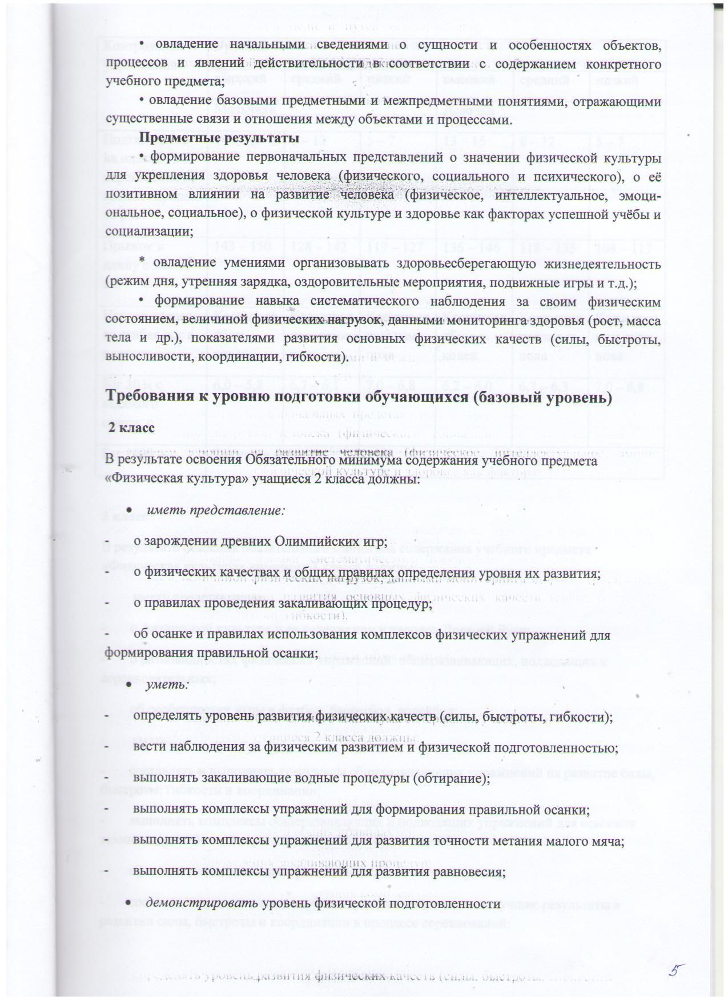 • овладение начальными сведениями о сущности и особенностях объектов,
процессов и явлений действительности в соответствии с содержанием конкретного
учебного предмета;
• овладение базовыми предметными и межпредметными понятиями, отражающими
существенные связи и отношения между объектами и процессами.
Предметные результаты
• формирование первоначальных представлений о значении физической культуры
для укрепления здоровья человека (физического, социального и психического), о её
позитивном влиянии на развитие человека (физическое, интеллектуальное, эмоци-
ональное, социальное), о физической культуре и здоровье как факторах успешной учёбы и
социализации;
* овладение умениями организовывать здоровьесберегающую жизнедеятельность
(режим дня, утренняя зарядка, оздоровительные мероприятия, подвижные игры и т.д.);
• формирование навыка систематического наблюдения за своим физическим
состоянием, величиной физических нагрузок, данными мониторинга здоровья (рост, масса
тела и др.), показателями развития основных физических качеств (силы, быстроты,
выносливости, координации, гибкости).
Требования к уровню подготовки обучающихся (базовый уровень)
2 класс
В результате освоения Обязательного минимума содержания учебного предмета
«Физическая культура» учащиеся 2 класса должны:
• иметь представление:
- о зарождении древних Олимпийских игр;
- о физических качествах и общих правилах определения уровня их развития;
- о правилах проведения закаливающих процедур;
- об осанке и правилах использования комплексов физических упражнений для
формирования правильной осанки;
• уметь:
- определять уровень развития физических качеств (силы, быстроты, гибкости);
- вести наблюдения за физическим развитием и физической подготовленностью;
- выполнять закаливающие водные процедуры (обтирание);
- выполнять комплексы упражнений для формирования правильной осанки;
- выполнять комплексы упражнений для развития точности метания малого мяча;
- выполнять комплексы упражнений для развития равновесия;
• демонстрировать уровень физической подготовленности
5